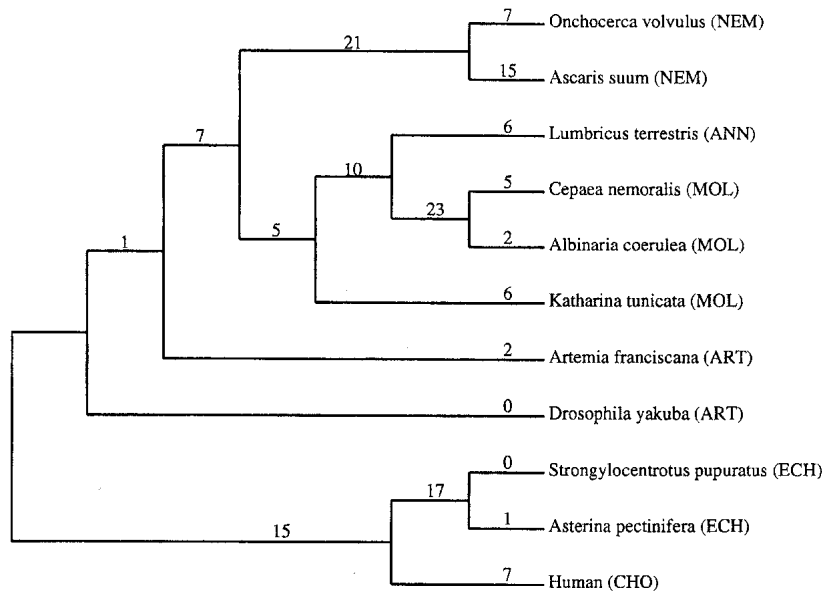 7 Onchocerca volvulus (NEM)
21
15 Ascaris suum (NEM)
6 Lumbricus terrestris (ANN)
7
10
5 Cepaea nemoralis (MOL)
23
5
2 Albinaria coerulea (MOL)
1
6 Katharina tunicata (MOL)
2 Artemia franciscana (ART)
0 Drosophila yakuba (ART)
0 Strongylocentrotus pupuratus (ECH)
17
1 Asterina pectinifera (ECH)
15
7 Human (CHO)